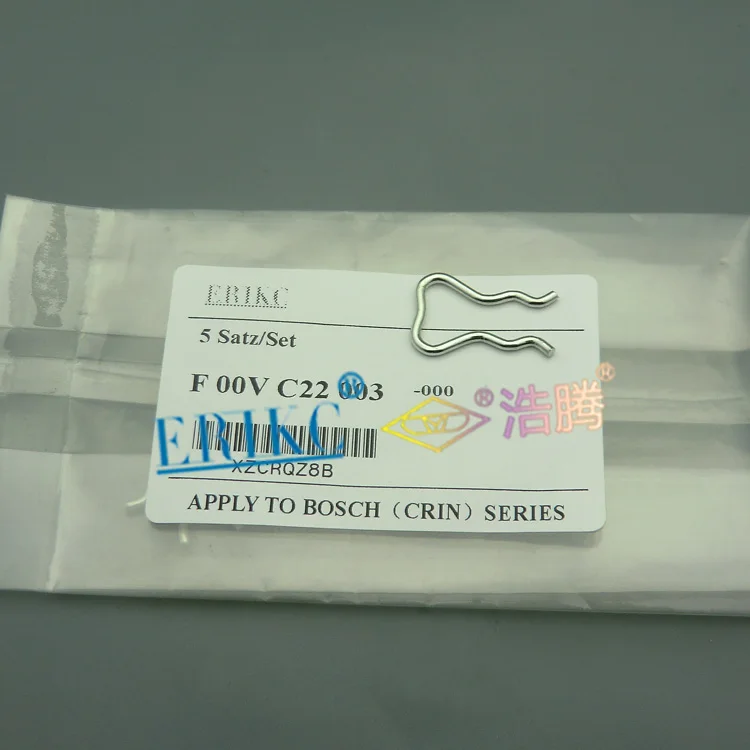 ERIKC
5 Satz/Set
F 00V C22 003 -000
ERIKC®
浩腾®
XZCRQZ8B
APPLY TO BOSCH（CRIN）SERIES